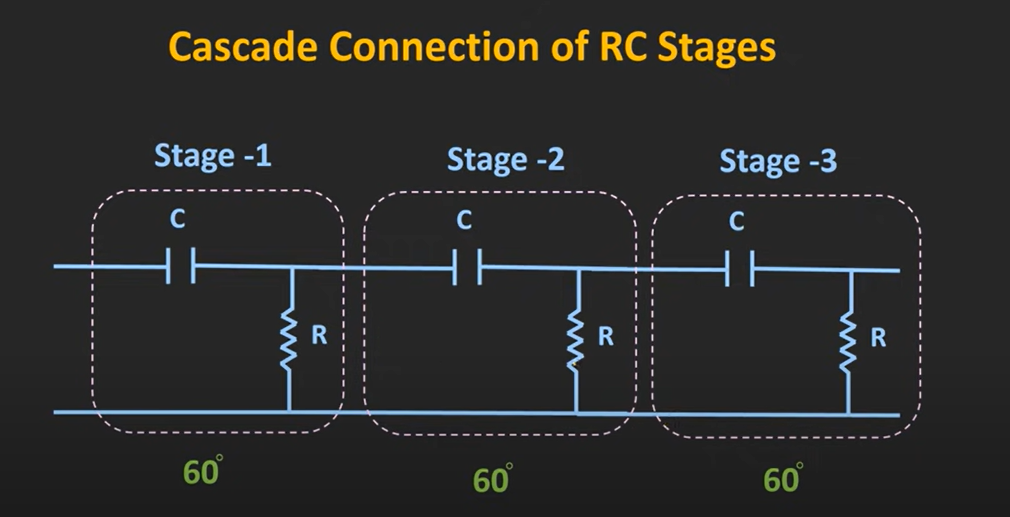 Cascade Connection of RC Stages
Stage -1
Stage -2
Stage -3
C
C
C
R
R
R
60°
60°
60°